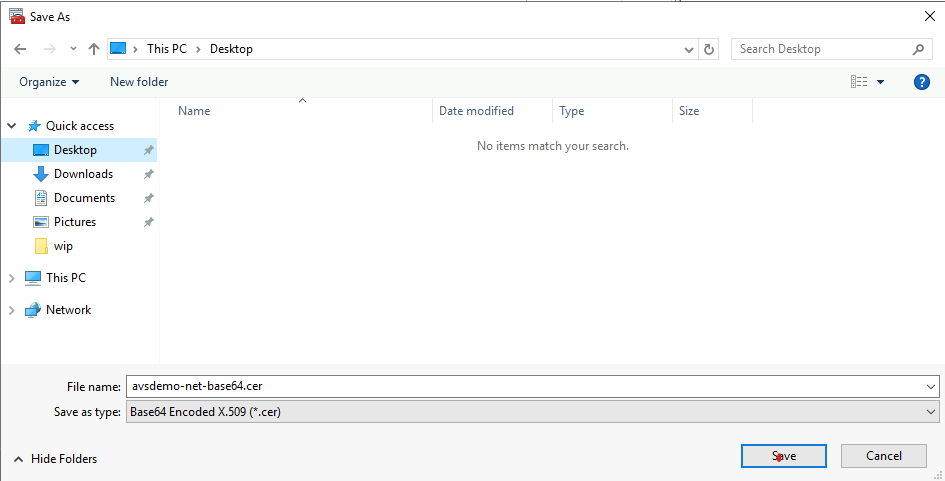 Save As
This PC > Desktop
Search Desktop
Organize
New folder
Name
Date modified
Type
Size
No items match your search.
Quick access
Desktop
Downloads
Documents
Pictures
wip
This PC
Network
File name: avsdemo-net-base64.cer
Save as type: Base64 Encoded X.509 (*.cer)
Hide Folders
Save
Cancel